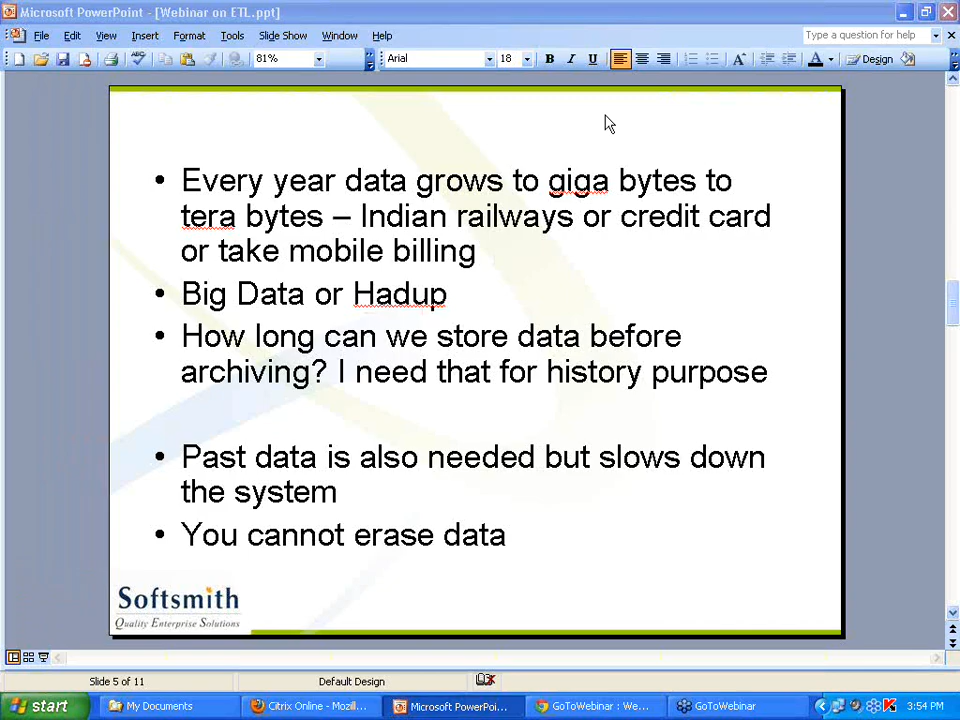 Microsoft PowerPoint - [Webinar on ETL.ppt]
File Edit View Insert Format Tools Slide Show Window Help Type a question for help
81% Arial 18 B I U A A Design
• Every year data grows to giga bytes to
tera bytes – Indian railways or credit card
or take mobile billing
• Big Data or Hadup
• How long can we store data before
archiving? I need that for history purpose
• Past data is also needed but slows down
the system
• You cannot erase data
Softsmith
Quality Enterprise Solutions
Slide 5 of 11 Default Design
start My Documents Citrix Online - Mozill... Microsoft PowerPoi... GoToWebinar : We... GoToWebinar 3:54 PM